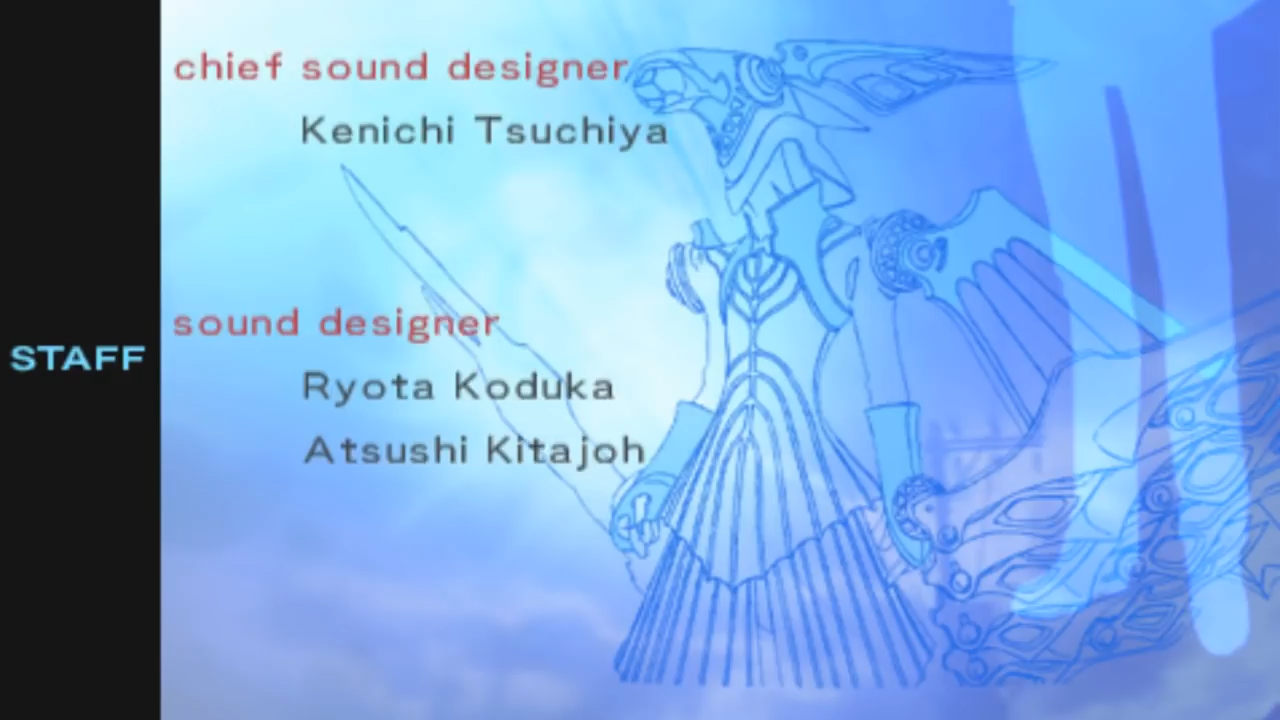 chief sound designer
Kenichi Tsuchiya
sound designer
STAFF
Ryota Koduka
Atsushi Kitajoh